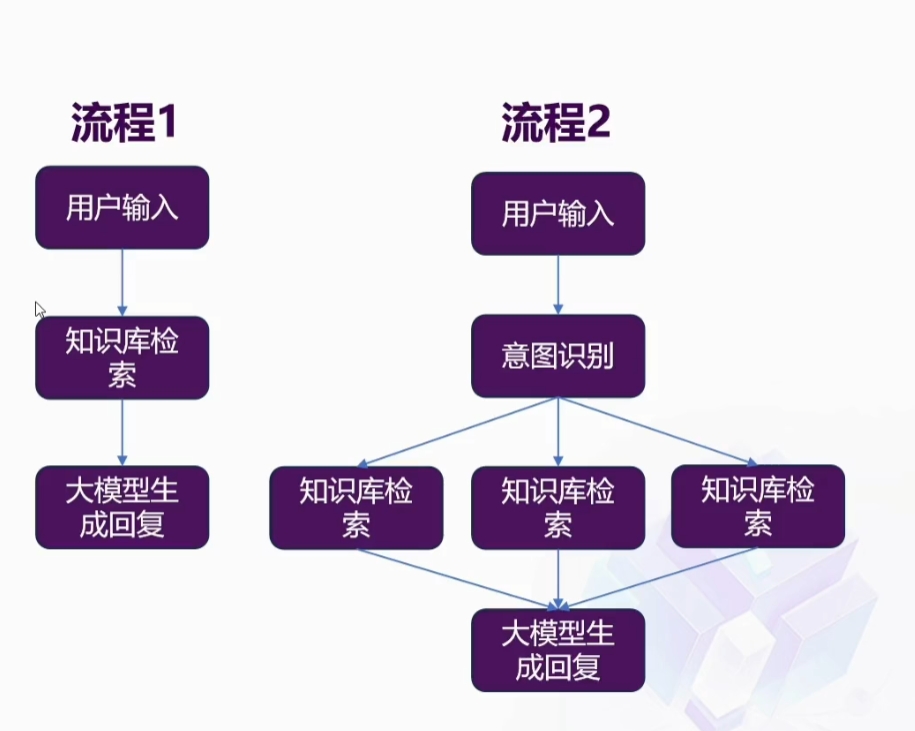 流程1
用户输入
知识库检
索
大模型生
成回复
流程2
用户输入
意图识别
知识库检
索
知识库检
索
知识库检
索
大模型生
成回复